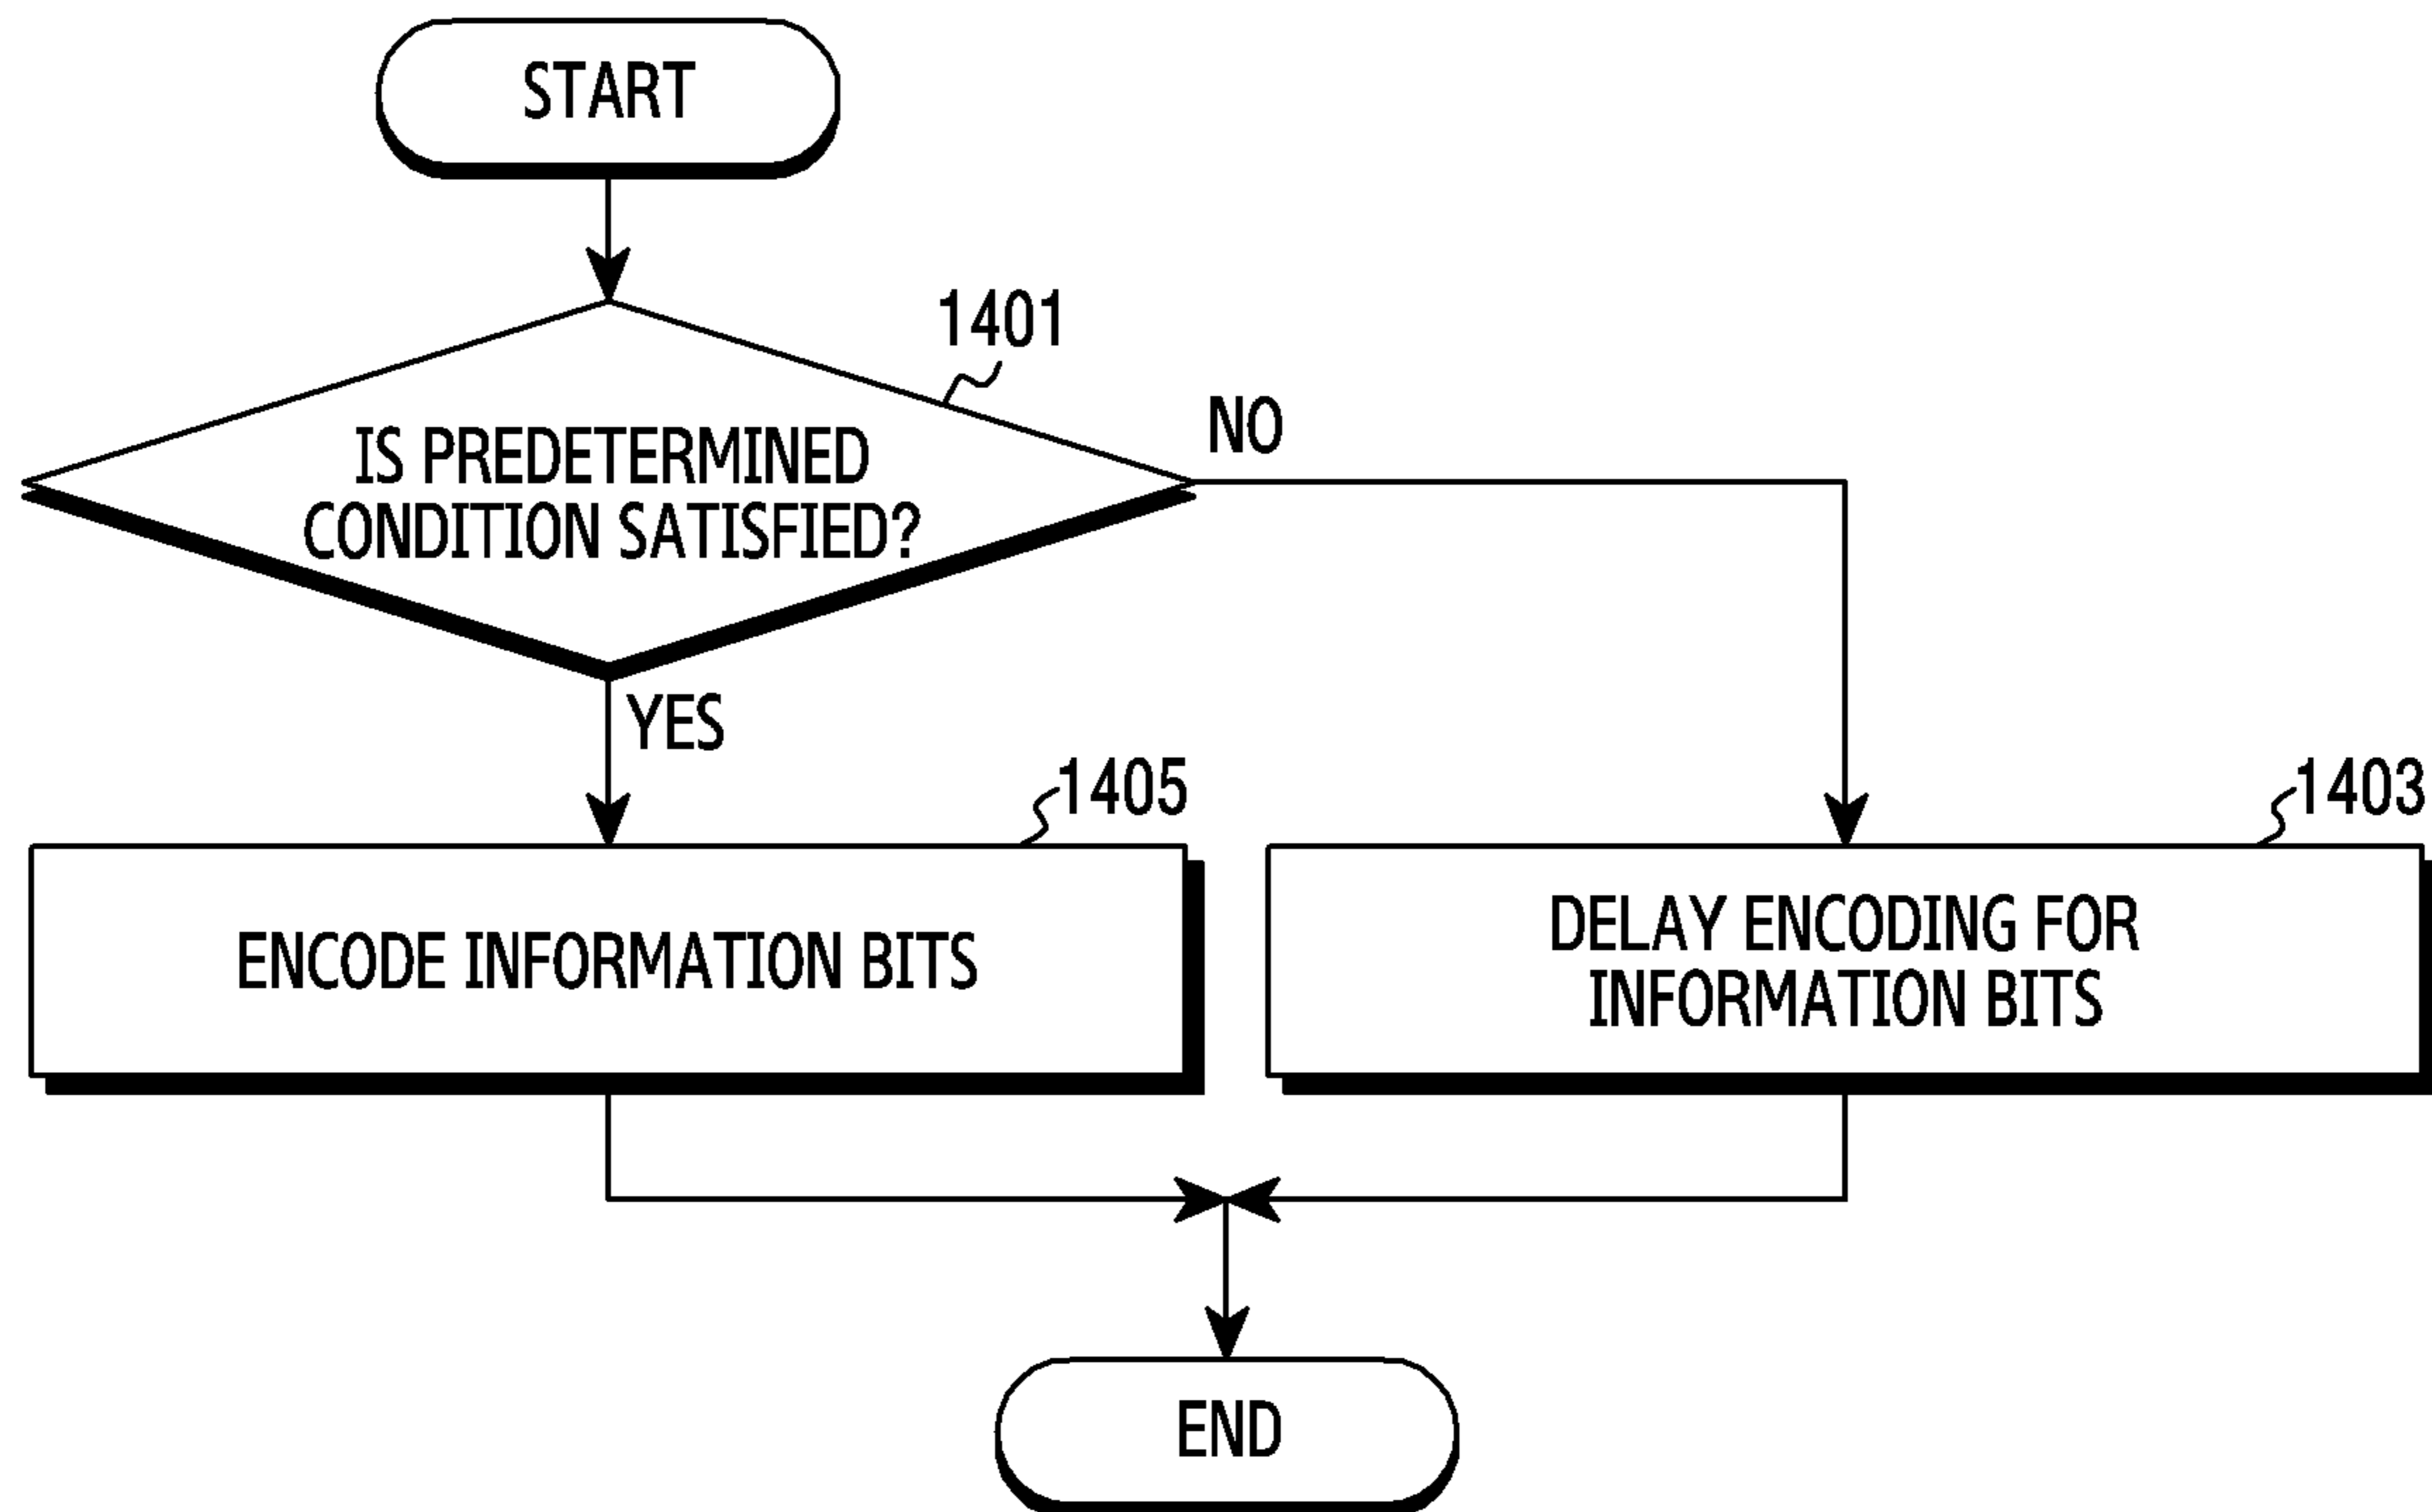 START
1401
IS PREDETERMINED
CONDITION SATISFIED?
NO
YES
1405
ENCODE INFORMATION BITS
1403
DELAY ENCODING FOR
INFORMATION BITS
END